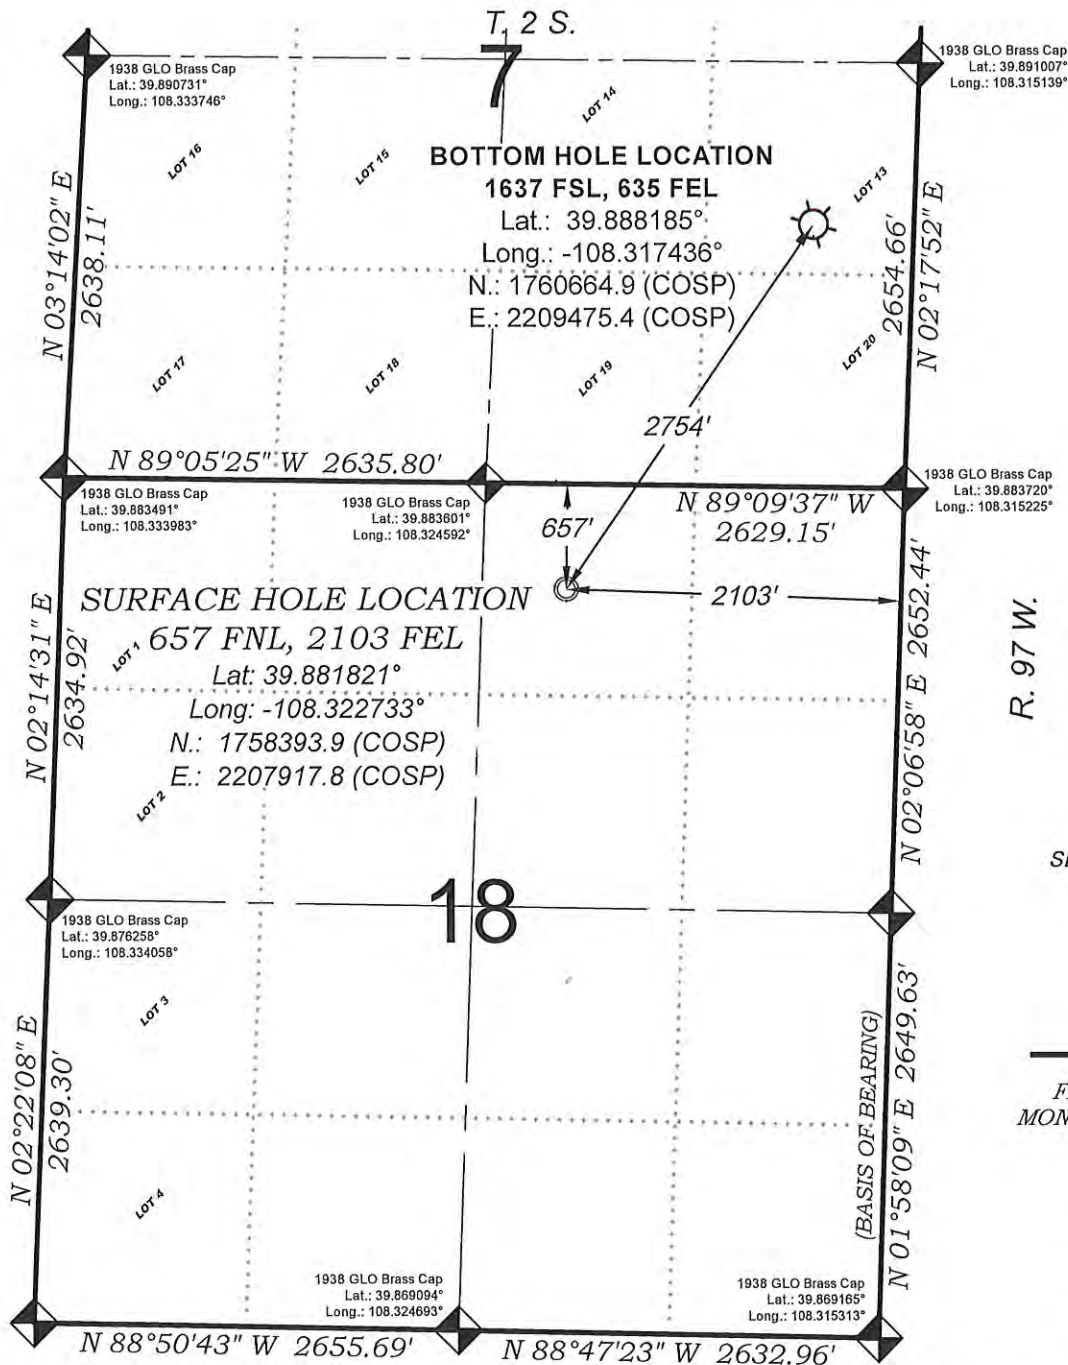 T. 2 S.
7
1938 GLO Brass Cap
Lat.: 39.890731°
Long.: 108.333746°
1938 GLO Brass Cap
Lat.: 39.891007°
Long.: 108.315139°
LOT 16
LOT 15
LOT 14
LOT 13
BOTTOM HOLE LOCATION
1637 FSL, 635 FEL
Lat.: 39.888185°
Long.: -108.317436°
N.: 1760664.9 (COSP)
E.: 2209475.4 (COSP)
N 03°14'02" E
2638.11'
2654.66'
N 02°17'52" E
LOT 17
LOT 18
LOT 19
LOT 20
2754'
N 89°05'25" W 2635.80'
N 89°09'37" W
2629.15'
1938 GLO Brass Cap
Lat.: 39.883491°
Long.: 108.333983°
1938 GLO Brass Cap
Lat.: 39.883601°
Long.: 108.324592°
1938 GLO Brass Cap
Lat.: 39.883720°
Long.: 108.315225°
657'
2103'
SURFACE HOLE LOCATION
657 FNL, 2103 FEL
Lat: 39.881821°
Long: -108.322733°
N.: 1758393.9 (COSP)
E.: 2207917.8 (COSP)
LOT 1
LOT 2
N 02°14'31" E
2634.92'
N 02°06'58" E 2652.44'
R. 97 W.
18
1938 GLO Brass Cap
Lat.: 39.876258°
Long.: 108.334058°
LOT 3
LOT 4
N 02°22'08" E
2639.30'
(BASIS OF BEARING)
N 01°58'09" E 2649.63'
MON
1938 GLO Brass Cap
Lat.: 39.869094°
Long.: 108.324693°
1938 GLO Brass Cap
Lat.: 39.869165°
Long.: 108.315313°
N 88°50'43" W 2655.69'
N 88°47'23" W 2632.96'